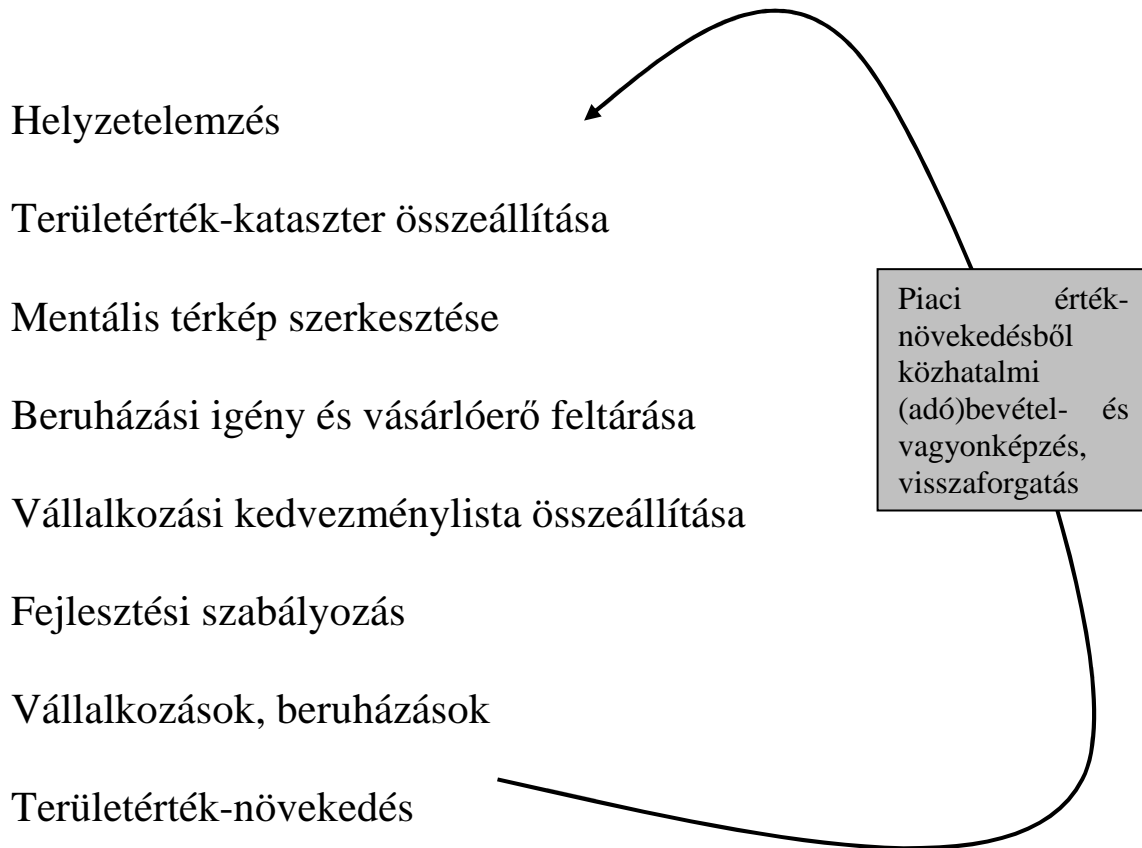 Helyzetelemzés
Területérték-kataszter összeállítása
Mentális térkép szerkesztése
Beruházási igény és vásárlóerő feltárása
Vállalkozási kedvezménylista összeállítása
Fejlesztési szabályozás
Vállalkozások, beruházások
Területérték-növekedés
Piaci érték-
növekedésből
közhatalmi
(adó)bevétel- és
vagyonképzés,
visszaforgatás